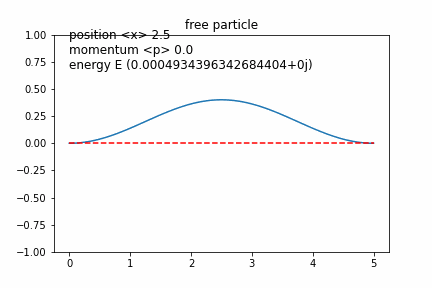 free particle
position <x> 2.5
momentum <p> 0.0
energy E (0.0004934396342684404+0j)
1.00
0.75
0.50
0.25
0.00
−0.25
−0.50
−0.75
−1.00
0 1 2 3 4 5